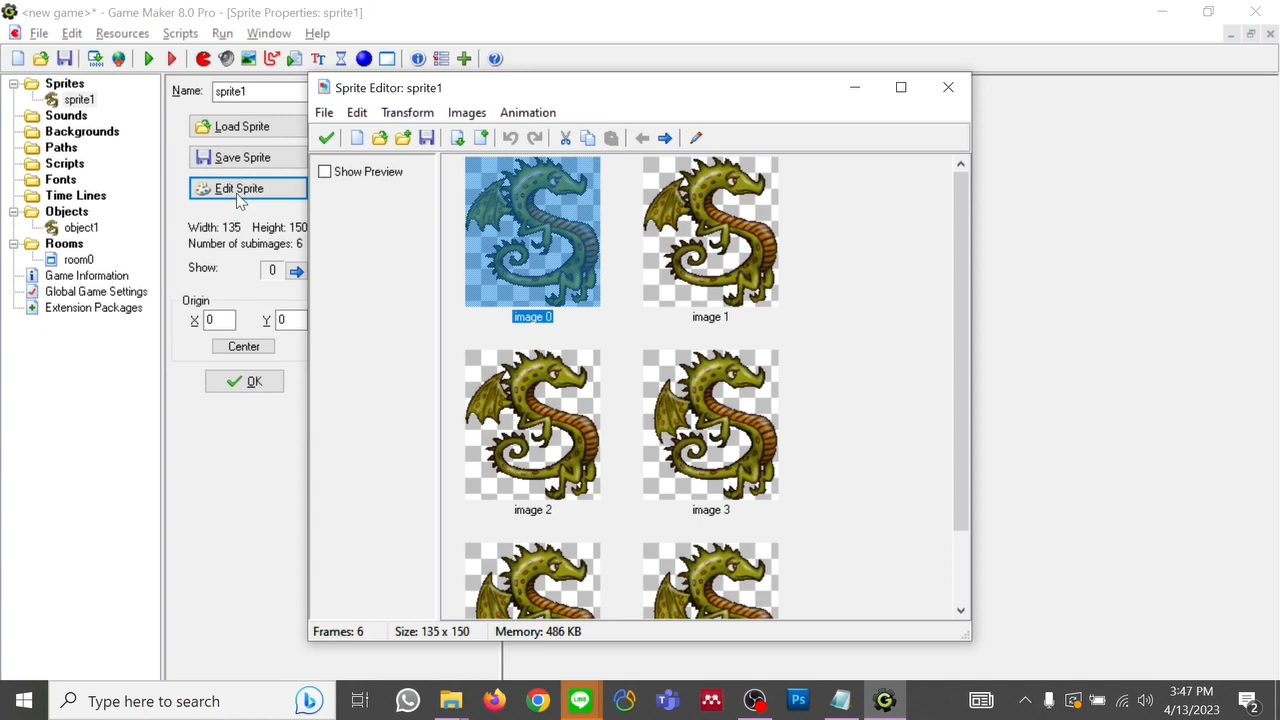 <new game>* - Game Maker 8.0 Pro - [Sprite Properties: sprite1]
File Edit Resources Scripts Run Window Help
Sprites
sprite1
Sounds
Backgrounds
Paths
Scripts
Fonts
Time Lines
Objects
object1
Rooms
room0
Game Information
Global Game Settings
Extension Packages
Name: sprite1
Load Sprite
Save Sprite
Edit Sprite
Width: 135 Height: 150
Number of subimages: 6
Show: 0
Origin
X 0 Y 0
Center
OK
Sprite Editor: sprite1
File Edit Transform Images Animation
Show Preview
image 0
image 1
image 2
image 3
Frames: 6 Size: 135 x 150 Memory: 486 KB
Type here to search
Ps
3:47 PM
4/13/2023
2